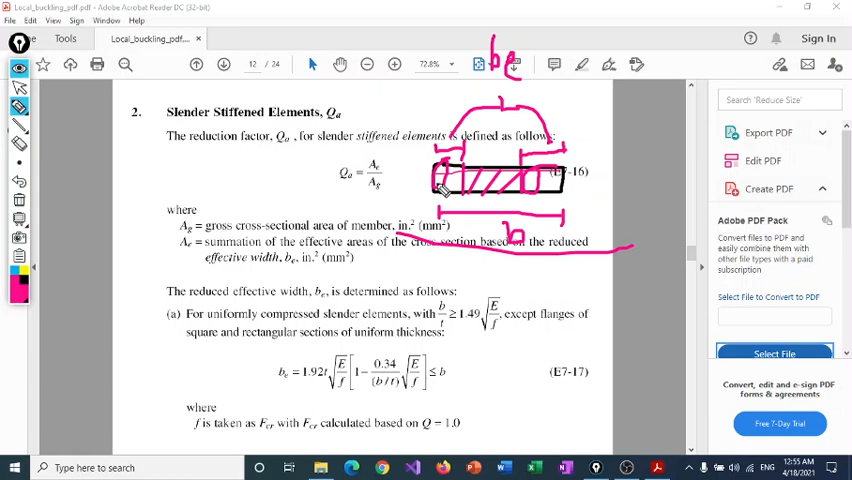 Local_buckling_pdf.pdf - Adobe Acrobat Reader DC (32-bit)
File Edit View Sign Window Help
Tools
Local_buckling_pdf....
Sign In
12 / 24
72.8%
be
2. Slender Stiffened Elements, Qa
The reduction factor, Qa , for slender stiffened elements is defined as follows:
Qa = Ae / Ag (E7-16)
b
where
Ag = gross cross-sectional area of member, in.² (mm²)
Ae = summation of the effective areas of the cross section based on the reduced
effective width, be, in.² (mm²)
The reduced effective width, be, is determined as follows:
(a) For uniformly compressed slender elements, with b/t ≥ 1.49√(E/f), except flanges of
square and rectangular sections of uniform thickness:
be = 1.92t√(E/f)[1 − 0.34/(b/t) √(E/f)] ≤ b (E7-17)
where
f is taken as Fcr with Fcr calculated based on Q = 1.0
Search 'Reduce Size'
Export PDF
Edit PDF
Create PDF
Adobe PDF Pack
Convert files to PDF and
easily combine them
with other file types with a
paid subscription
Select File to Convert to PDF
Select File
Convert, edit and e-sign PDF
forms & agreements
Free 7-Day Trial
Type here to search
ENG
12:55 AM
4/18/2021